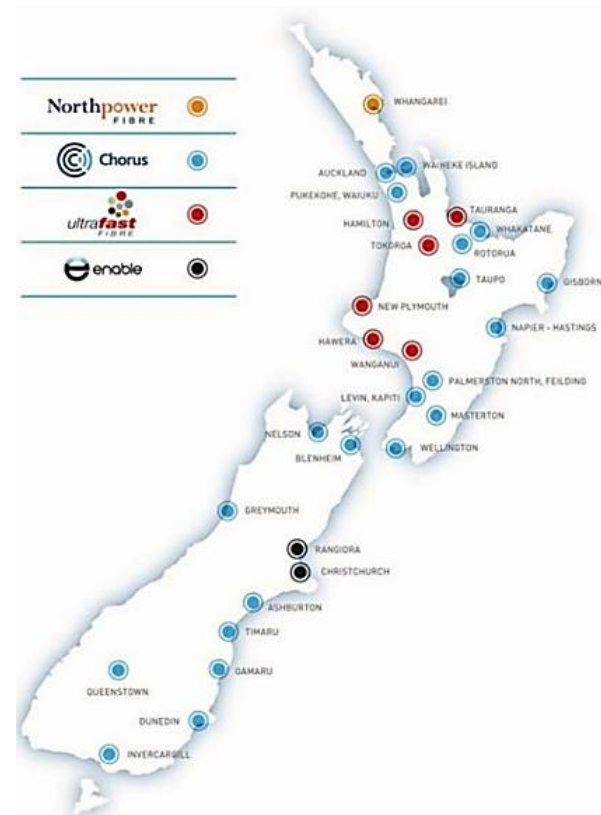 Northpower
FIBRE
Chorus
ultrafast
FIBRE
enable
WHANGAREI
AUCKLAND
WAIHEKE ISLAND
PUKEKOHE, WAIUKU
HAMILTON
TAURANGA
WHAKATANE
TOKOROA
ROTORUA
TAUPO
GISBORN
NEW PLYMOUTH
NAPIER - HASTINGS
HAWERA
WANGANUI
PALMERSTON NORTH, FEILDING
LEVIN, KAPITI
MASTERTON
NELSON
WELLINGTON
BLENHEIM
GREYMOUTH
RANGIORA
CHRISTCHURCH
ASHBURTON
TIMARU
OAMARU
QUEENSTOWN
DUNEDIN
INVERCARGILL